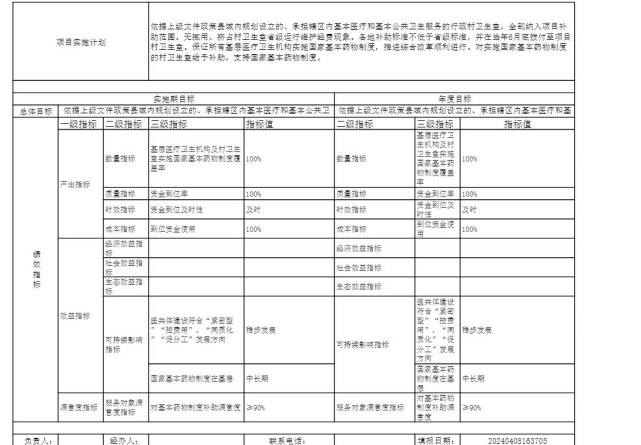 项目实施计划
依据上级文件政策县域内规划设立的、承担辖区内基本医疗和基本公共卫生服务的行政村卫生室,全部纳入项目补
助范围。无挪用、挤占村卫生室省级运行维护经费现象。各地补助标准不低于省级标准,并在当年6月底拨付至项目
村卫生室。保证所有基层医疗卫生机构实施国家基本药物制度,推进综合改革顺利进行。对实施国家基本药物制度
的村卫生室给予补助。支持国家基本药物制度。
实施期目标 年度目标
总体目标 依据上级文件政策县域内规划设立的、承担辖区内基本医疗和基本公共卫 依据上级文件政策县域内规划设立的、承担辖区内基本医疗和基
绩效指标
一级指标 二级指标 三级指标 指标值 二级指标 三级指标 指标值
产出指标
数量指标
基层医疗卫生机构及村卫生
室实施国家基本药物制度覆
盖率
100%
数量指标
基层医疗卫
生机构及村
卫生室实施
国家基本药
物制度覆盖
率
100%
质量指标 资金到位率 100% 质量指标 资金到位率 100%
时效指标 资金到位及时性 及时 时效指标 资金到位及
时性 及时
成本指标 到位资金使用 100% 成本指标 到位资金使
用 100%
效益指标
经济效益指
标
经济效益指标
社会效益指
标
社会效益指标
生态效益指
标
生态效益指标
可持续影响
指标
医共体建设符合“紧密型
”“控费用”、“同质化
”“促分工”发展方向
稳步发展
可持续影响指标
医共体建设
符合“紧密
型”“控费
用”、“同
质化”“促
分工”发展
方向
稳步发展
国家基本药物制度在基层 中长期
国家基本药
物制度在基
层
中长期
满意度指标
服务对象满
意度指标
对基本药物制度补助满意度 ≥90%
服务对象满意度指标
对基本药物
制度补助满
意度
≥90%
负责人: 经办人: 联系电话: 填报日期: 20240408163705